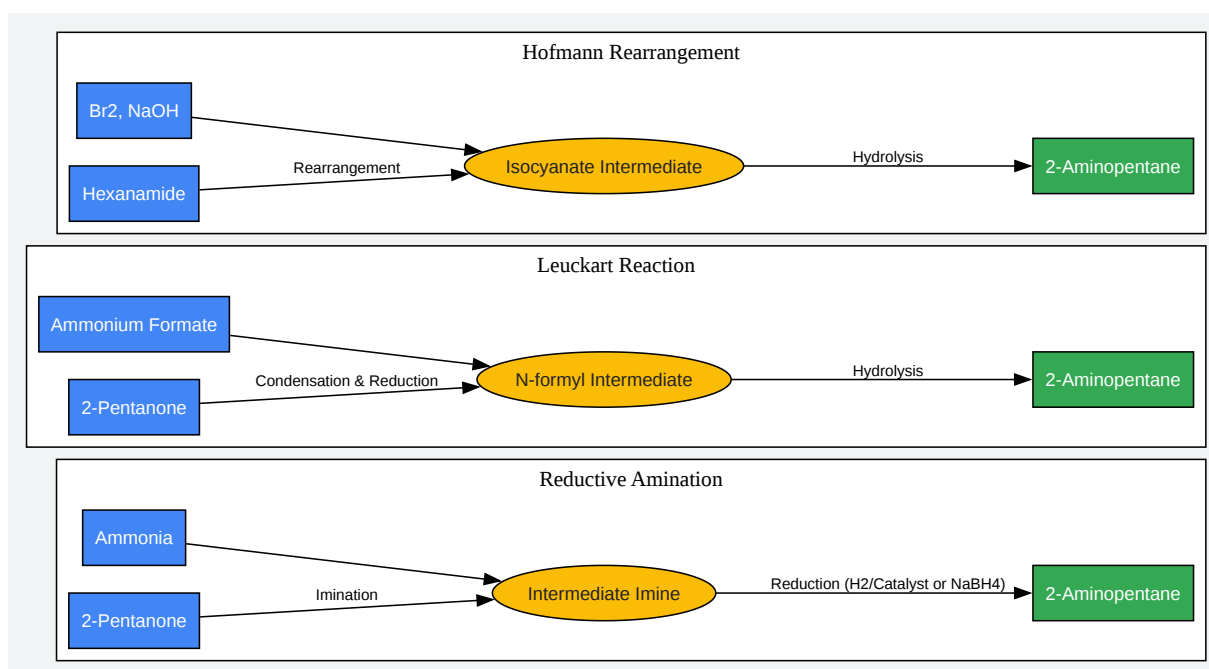 Hofmann Rearrangement
Br2, NaOH
Hexanamide
Rearrangement
Isocyanate Intermediate
Hydrolysis
2-Aminopentane
Leuckart Reaction
Ammonium Formate
2-Pentanone
Condensation & Reduction
N-formyl Intermediate
Hydrolysis
2-Aminopentane
Reductive Amination
Ammonia
2-Pentanone
Imination
Intermediate Imine
Reduction (H2/Catalyst or NaBH4)
2-Aminopentane